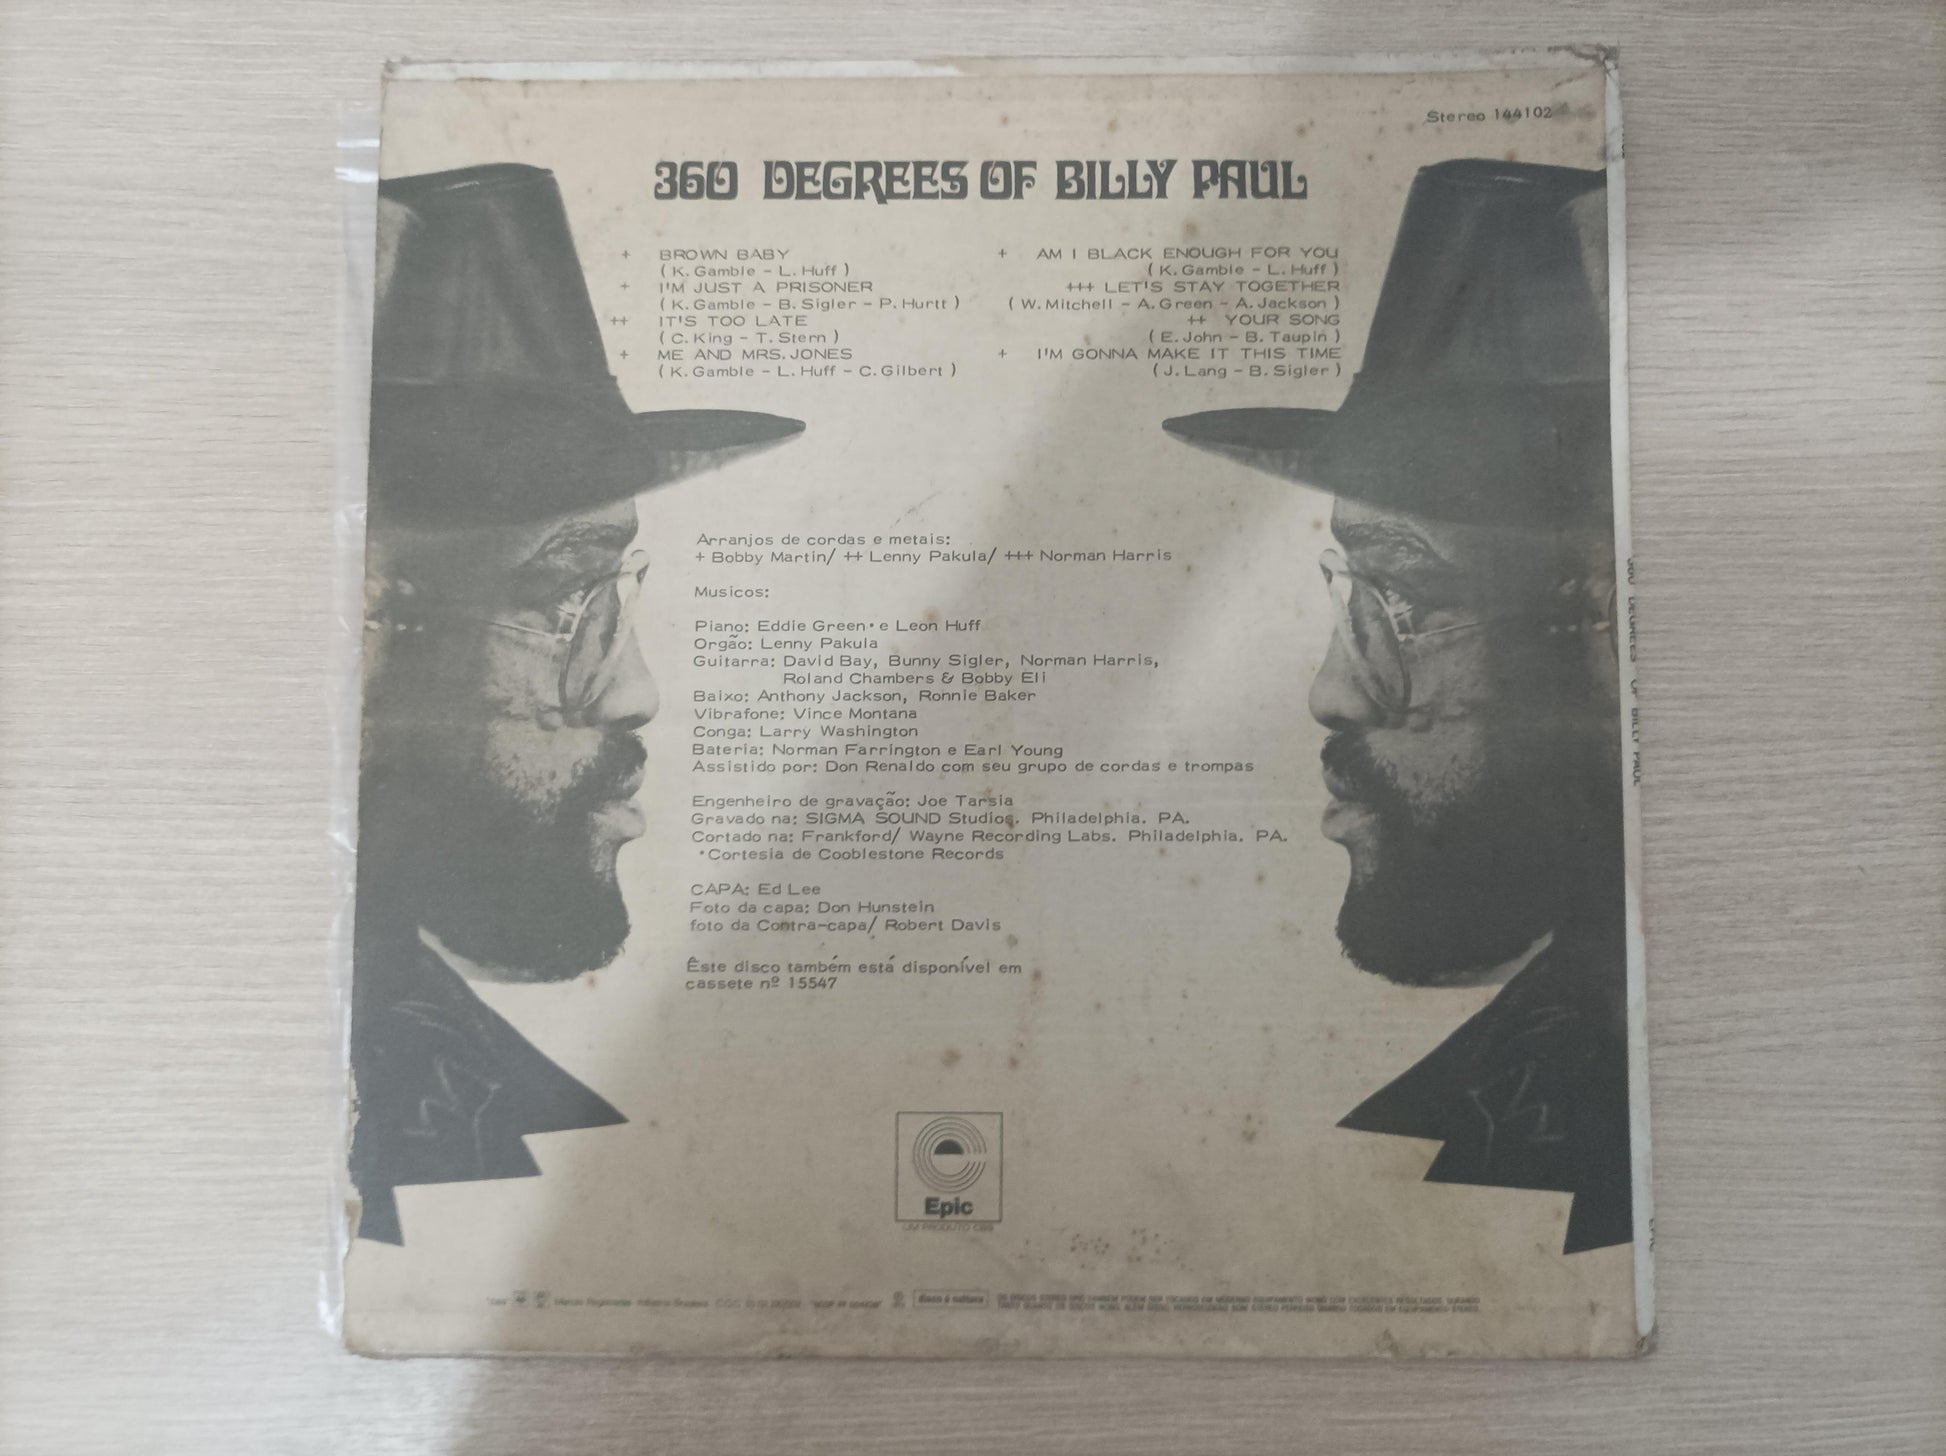 Stereo 144102
360 DEGREES OF BILLY PAUL
+ BROWN BABY
( K. Gamble - L. Huff )
+ I'M JUST A PRISONER
( K. Gamble - B. Sigler - P. Hurtt )
++ IT'S TOO LATE
( C. King - T. Stern )
+ ME AND MRS. JONES
( K. Gamble - L. Huff - C. Gilbert )
+ AM I BLACK ENOUGH FOR YOU
( K. Gamble - L. Huff )
+++ LET'S STAY TOGETHER
( W. Mitchell - A. Green - A. Jackson )
++ YOUR SONG
( E. John - B. Taupin )
+ I'M GONNA MAKE IT THIS TIME
( J. Lang - B. Sigler )
Arranjos de cordas e metais:
+ Bobby Martin/ ++ Lenny Pakula/ +++ Norman Harris
Musicos:
Piano: Eddie Green• e Leon Huff
Orgão: Lenny Pakula
Guitarra: David Bay, Bunny Sigler, Norman Harris,
Roland Chambers & Bobby Eli
Baixo: Anthony Jackson, Ronnie Baker
Vibrafone: Vince Montana
Conga: Larry Washington
Bateria: Norman Farrington e Earl Young
Assistido por: Don Renaldo com seu grupo de cordas e trompas
Engenheiro de gravação: Joe Tarsia
Gravado na: SIGMA SOUND Studios. Philadelphia. PA.
Cortado na: Frankford/ Wayne Recording Labs. Philadelphia. PA.
•Cortesia de Cooblestone Records
CAPA: Ed Lee
Foto da capa: Don Hunstein
foto da Contra-capa/ Robert Davis
Êste disco também está disponível em
cassete nº 15547
Epic
UM PRODUTO CBS
disco é cultura
360 DEGREES OF BILLY PAUL
EPIC